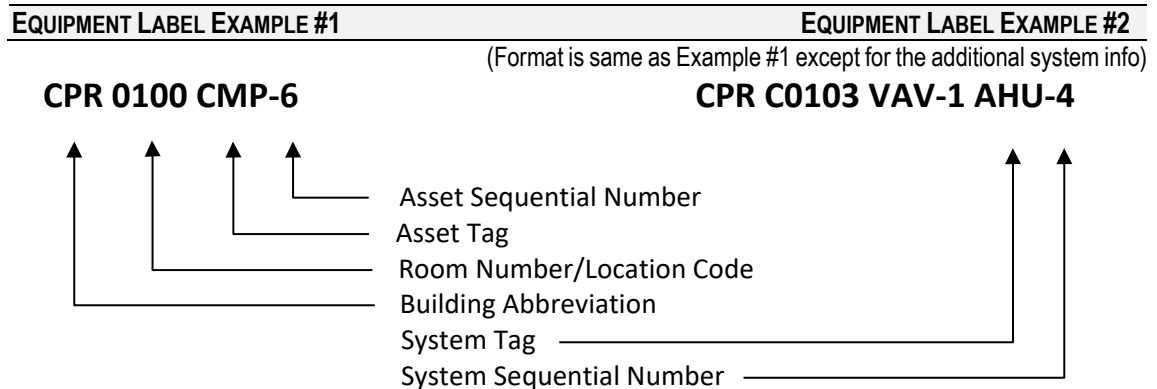 EQUIPMENT LABEL EXAMPLE #1 EQUIPMENT LABEL EXAMPLE #2
(Format is same as Example #1 except for the additional system info)
CPR 0100 CMP-6 CPR C0103 VAV-1 AHU-4
Asset Sequential Number
Asset Tag
Room Number/Location Code
Building Abbreviation
System Tag
System Sequential Number